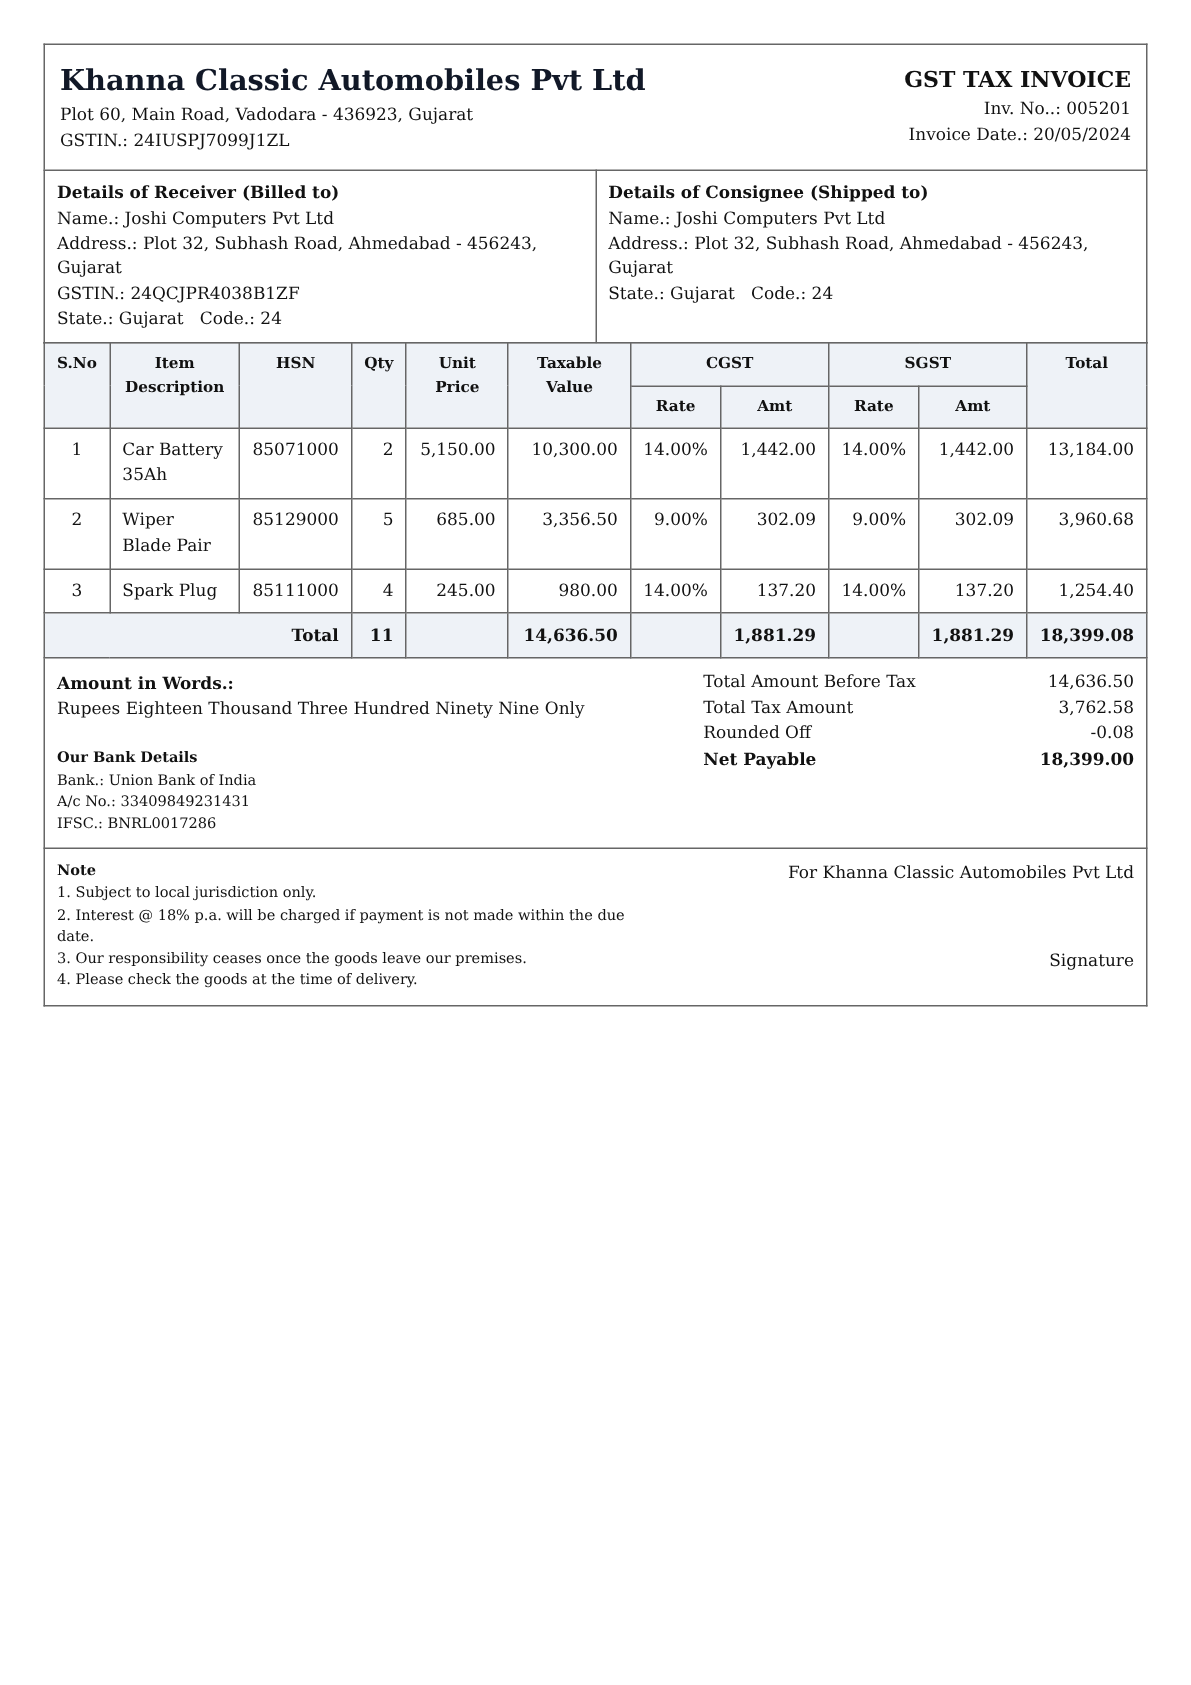 Khanna Classic Automobiles Pvt Ltd
Plot 60, Main Road, Vadodara - 436923, Gujarat
GSTIN.: 24IUSPJ7099J1ZL
GST TAX INVOICE
Inv. No..: 005201
Invoice Date.: 20/05/2024
Details of Receiver (Billed to)
Name.: Joshi Computers Pvt Ltd
Address.: Plot 32, Subhash Road, Ahmedabad - 456243,
Gujarat
GSTIN.: 24QCJPR4038B1ZF
State.: Gujarat   Code.: 24
Details of Consignee (Shipped to)
Name.: Joshi Computers Pvt Ltd
Address.: Plot 32, Subhash Road, Ahmedabad - 456243,
Gujarat
State.: Gujarat   Code.: 24
S.No Item Description HSN Qty Unit Price Taxable Value CGST SGST Total
Rate Amt Rate Amt
1 Car Battery 35Ah 85071000 2 5,150.00 10,300.00 14.00% 1,442.00 14.00% 1,442.00 13,184.00
2 Wiper Blade Pair 85129000 5 685.00 3,356.50 9.00% 302.09 9.00% 302.09 3,960.68
3 Spark Plug 85111000 4 245.00 980.00 14.00% 137.20 14.00% 137.20 1,254.40
Total 11 14,636.50 1,881.29 1,881.29 18,399.08
Amount in Words.:
Rupees Eighteen Thousand Three Hundred Ninety Nine Only
Our Bank Details
Bank.: Union Bank of India
A/c No.: 33409849231431
IFSC.: BNRL0017286
Total Amount Before Tax 14,636.50
Total Tax Amount 3,762.58
Rounded Off -0.08
Net Payable 18,399.00
Note
1. Subject to local jurisdiction only.
2. Interest @ 18% p.a. will be charged if payment is not made within the due
date.
3. Our responsibility ceases once the goods leave our premises.
4. Please check the goods at the time of delivery.
For Khanna Classic Automobiles Pvt Ltd
Signature